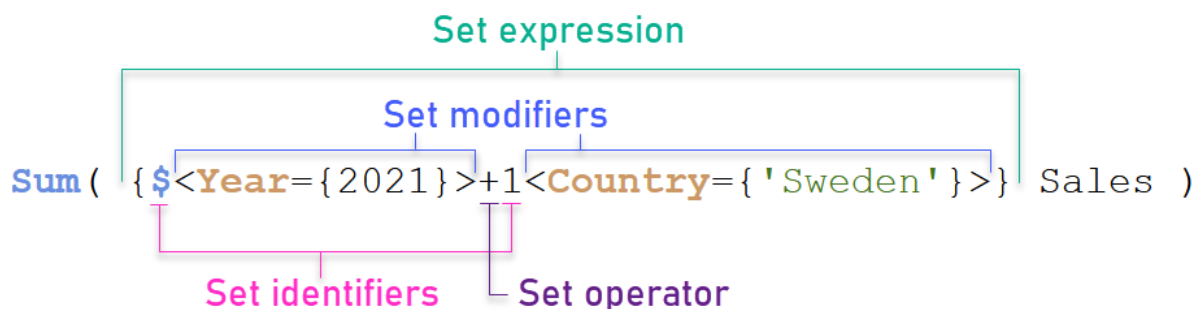 Set expression
Set modifiers
Sum( {$<Year={2021}>+1<Country={'Sweden'}>} Sales )
Set identifiers
Set operator